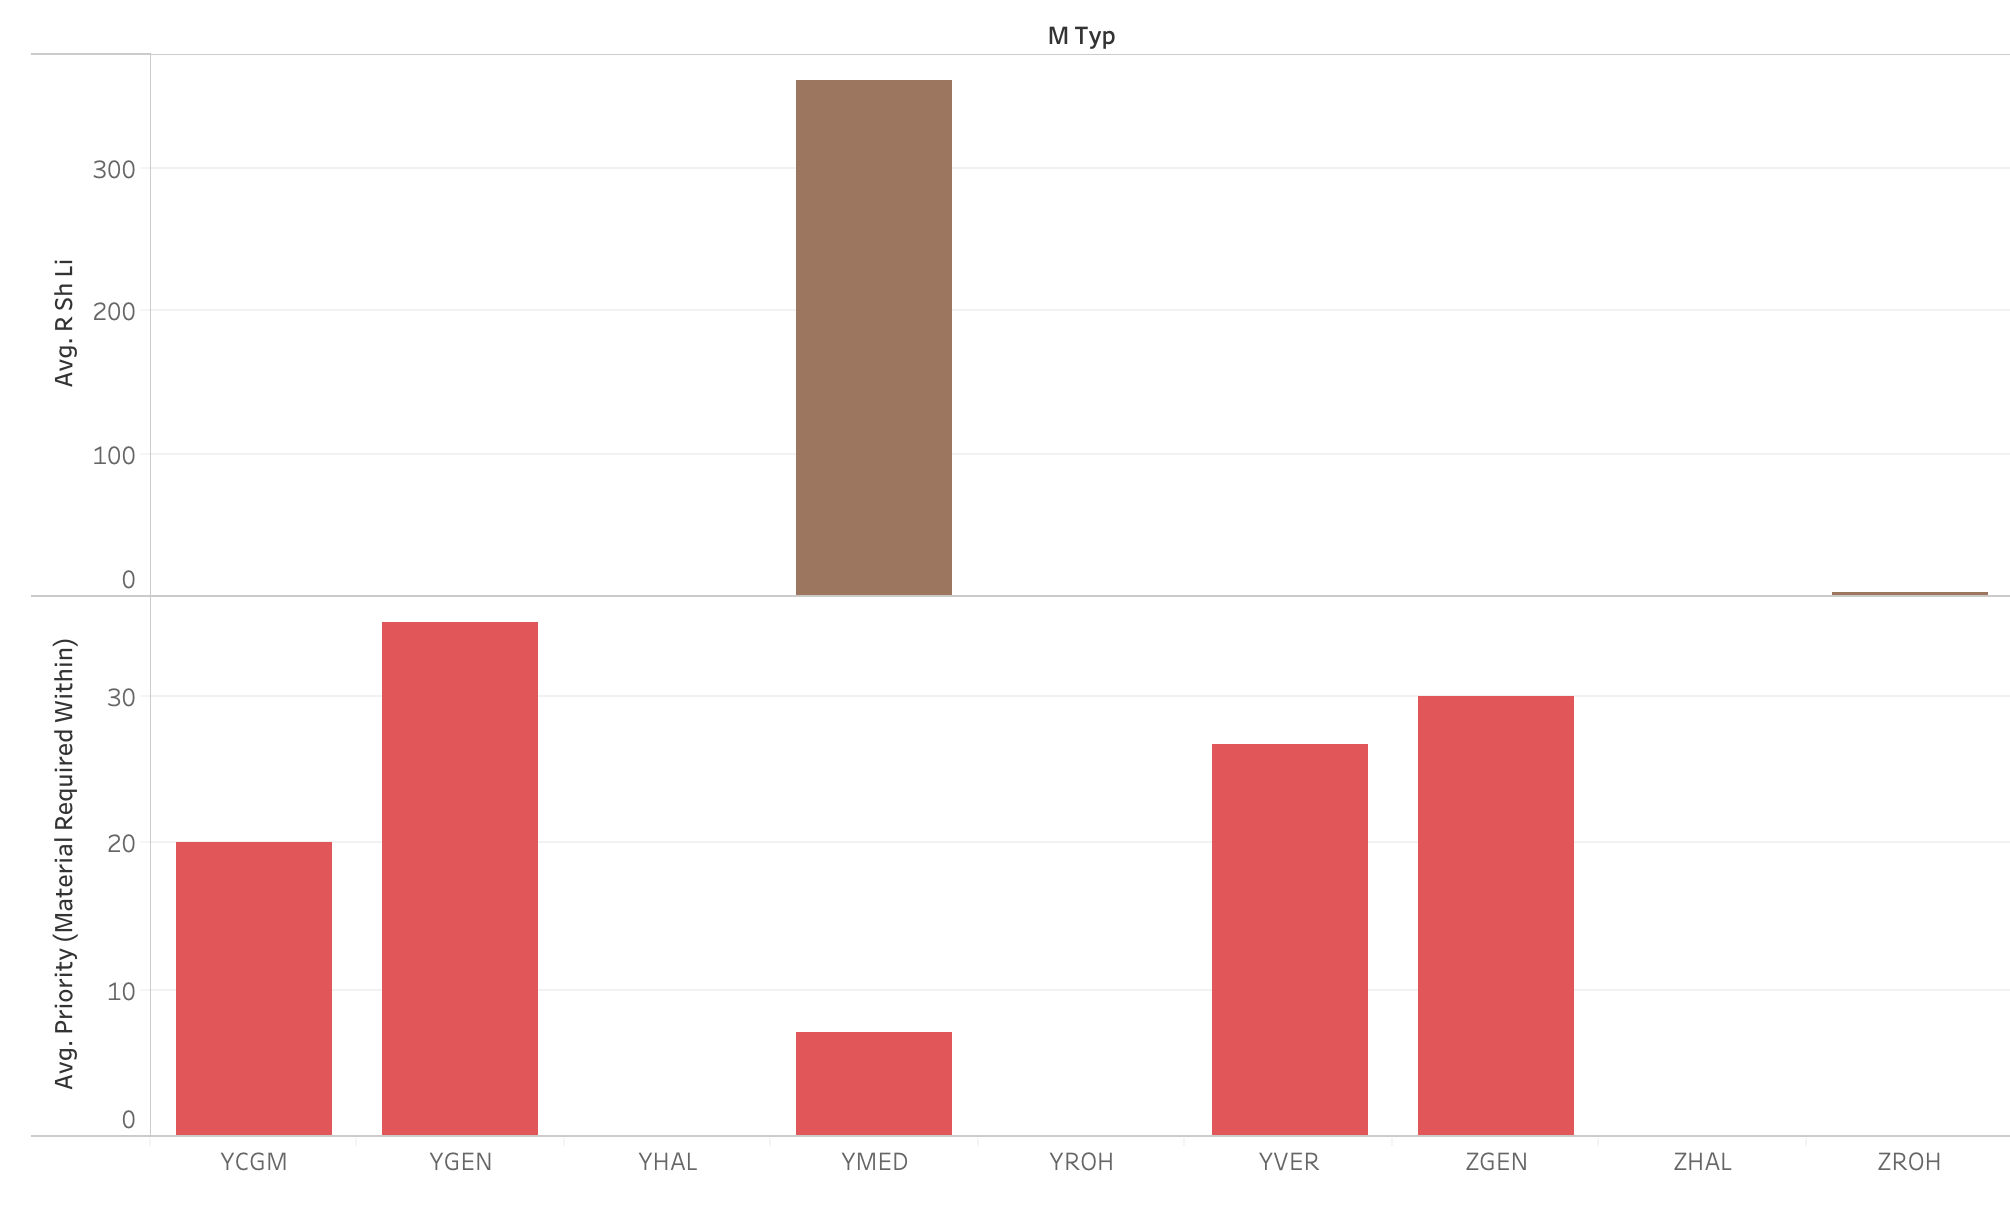 M Typ
Avg. R Sh Li
300
200
100
0
Avg. Priority (Material Required Within)
30
20
10
0
YCGM YGEN YHAL YMED YROH YVER ZGEN ZHAL ZROH